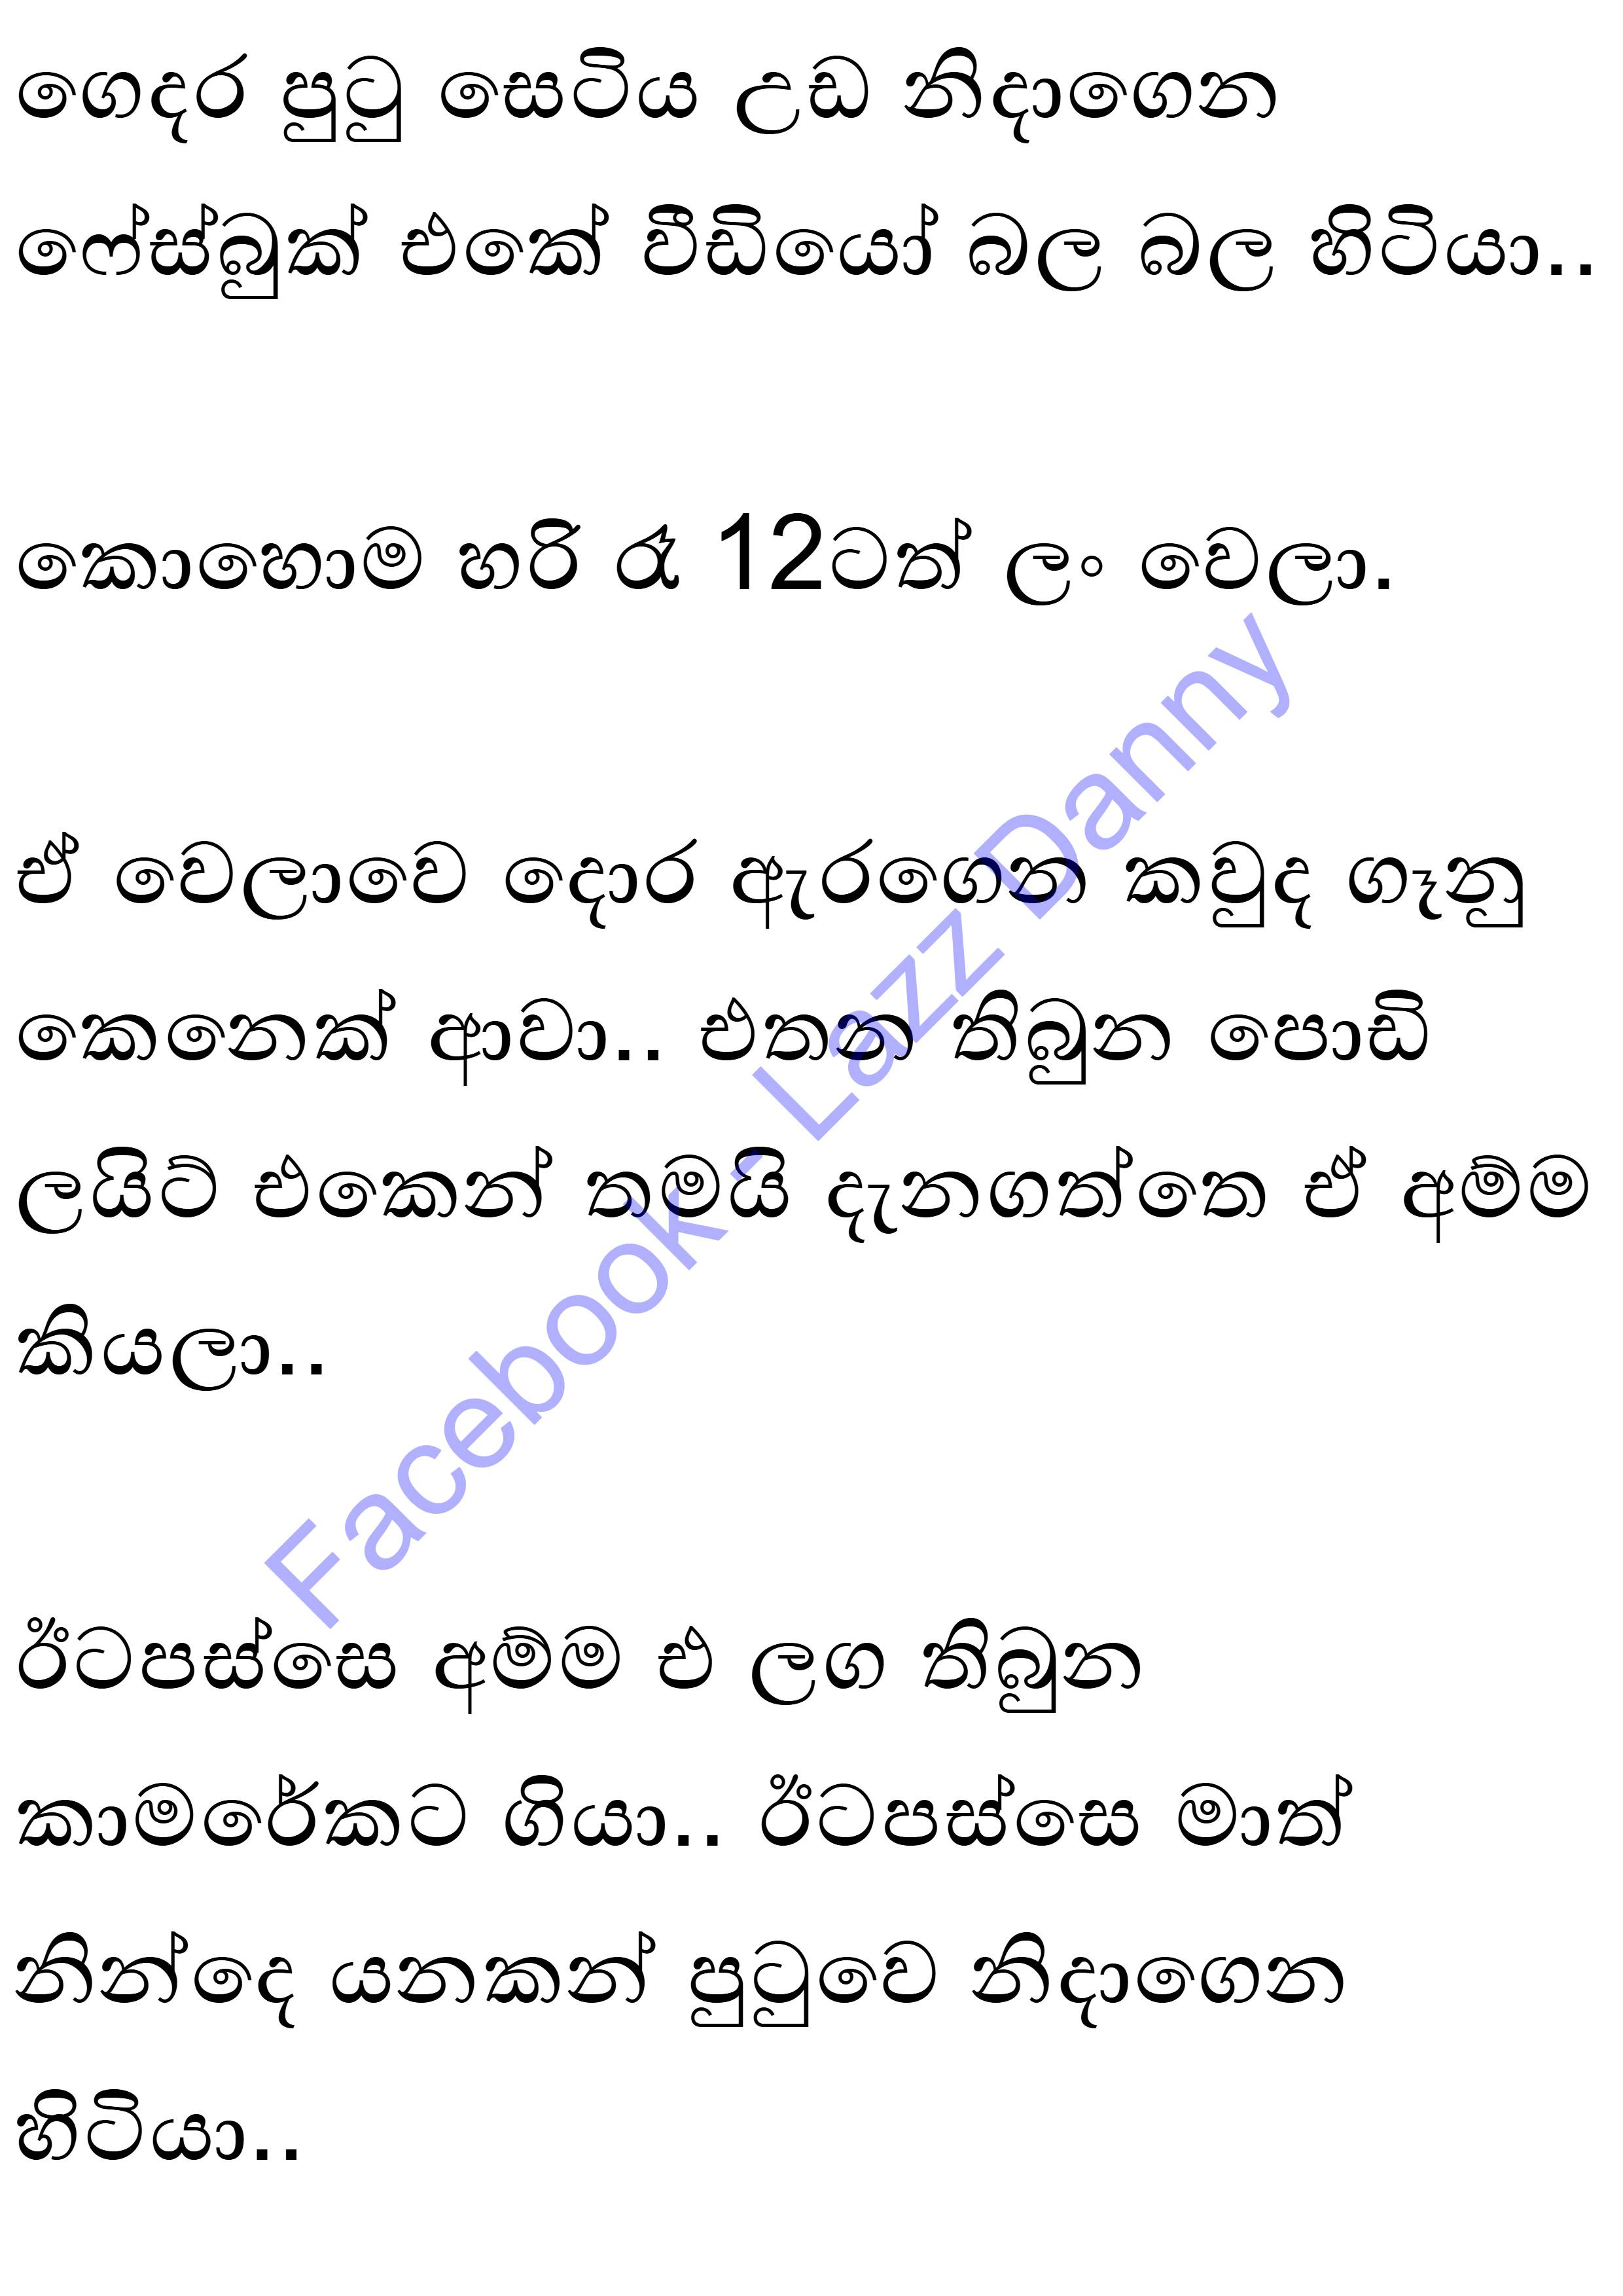 ගෙදර පුටු සෙටිය උඩ නිදාගෙන
ෆේස්බුක් එකේ වීඩියෝ බල බල හිටියා..
කොහොම හරි රෑ 12ටත් ලං වෙලා.
ඒ වෙලාවෙ දොර ඇරගෙන කවුද ගෑනු
කෙනෙක් ආවා.. එතන තිබුන පොඩි
ලයිට් එකෙන් තමයි දැනගත්තෙ ඒ අම්ම
කියලා..
ඊටපස්සෙ අම්ම එ ලග තිබුන
කාමරේකට ගියා.. ඊටපස්සෙ මාත්
නින්දෙ යනකන් පුටුවෙ නිදාගෙන
හිටියා..
Facebook - Lazz Danny